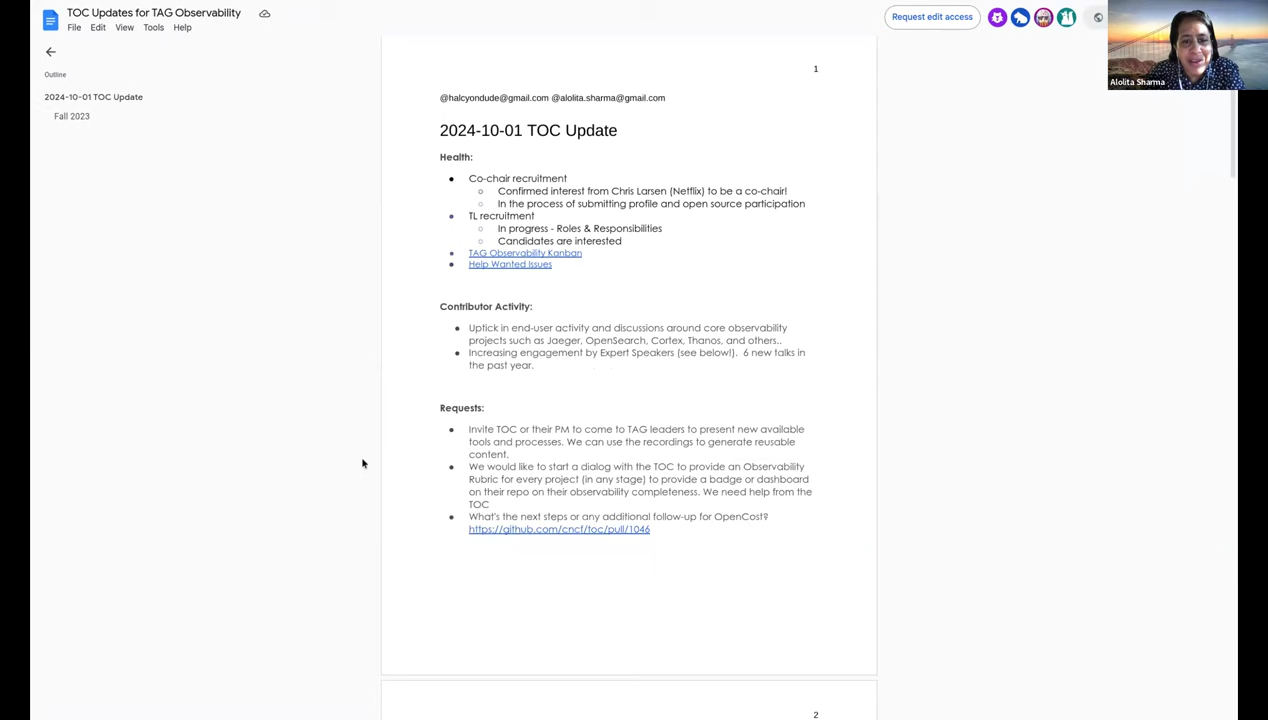 TOC Updates for TAG Observability
File Edit View Tools Help
Request edit access
Alolita Sharma
Outline
2024-10-01 TOC Update
Fall 2023
1
@halcyondude@gmail.com @alolita.sharma@gmail.com
2024-10-01 TOC Update
Health:
Co-chair recruitment
Confirmed interest from Chris Larsen (Netflix) to be a co-chair!
In the process of submitting profile and open source participation
TL recruitment
In progress - Roles & Responsibilities
Candidates are interested
TAG Observability Kanban
Help Wanted Issues
Contributor Activity:
Uptick in end-user activity and discussions around core observability
projects such as Jaeger, OpenSearch, Cortex, Thanos, and others..
Increasing engagement by Expert Speakers (see below!). 6 new talks in
the past year.
Requests:
Invite TOC or their PM to come to TAG leaders to present new available
tools and processes. We can use the recordings to generate reusable
content.
We would like to start a dialog with the TOC to provide an Observability
Rubric for every project (in any stage) to provide a badge or dashboard
on their repo on their observability completeness. We need help from the
TOC
What's the next steps or any additional follow-up for OpenCost?
https://github.com/cncf/toc/pull/1046
2